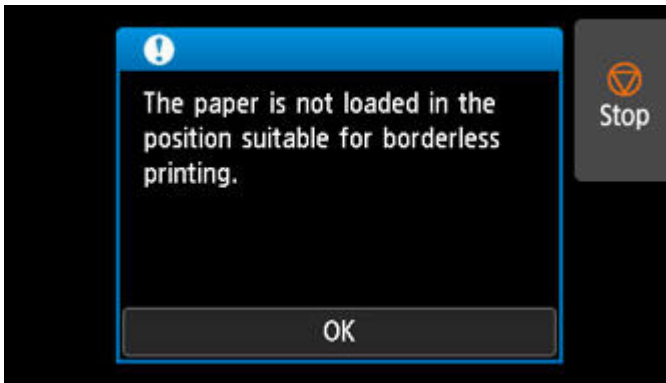 The paper is not loaded in the
position suitable for borderless
printing.
OK
Stop